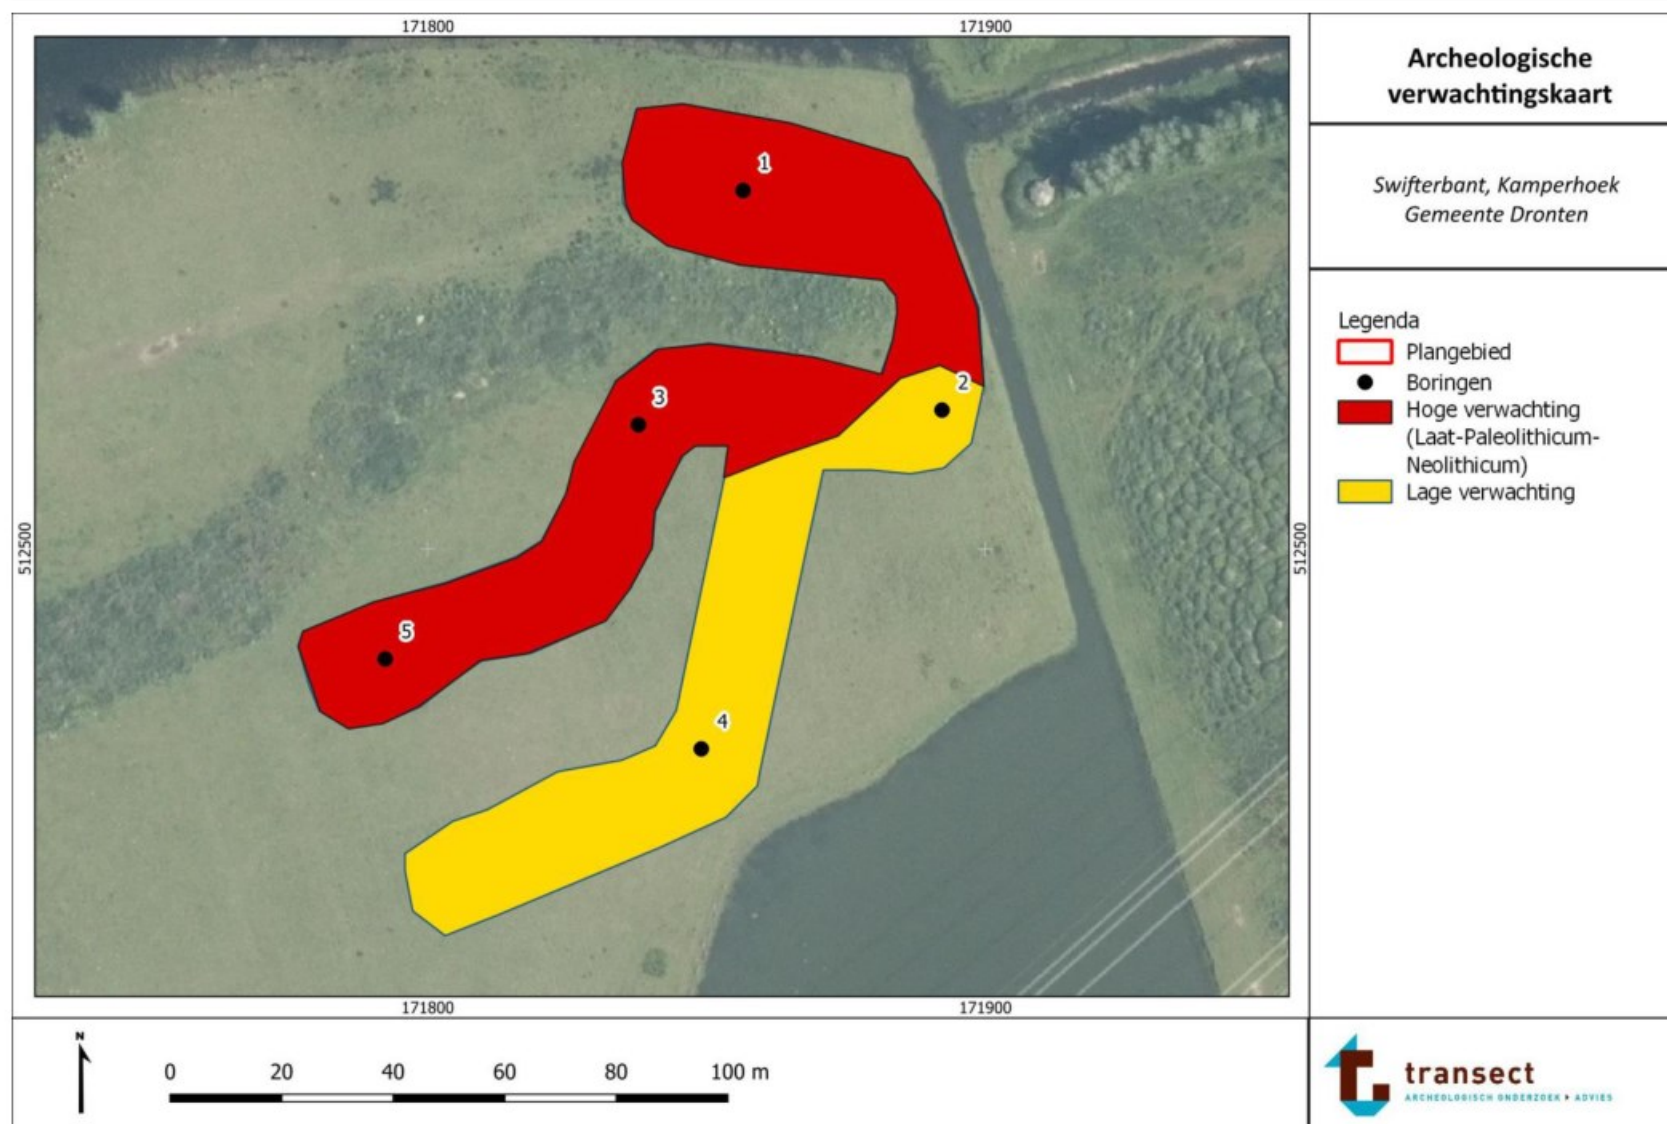 171800
171900
Archeologische
verwachtingskaart
Swifterbant, Kamperhoek
Gemeente Dronten
1
2
3
5
4
512500
512500
Legenda
Plangebied
Boringen
Hoge verwachting
(Laat-Paleolithicum-
Neolithicum)
Lage verwachting
171800
171900
N
0 20 40 60 80 100 m
transect
ARCHEOLOGISCH ONDERZOEK ▸ ADVIES